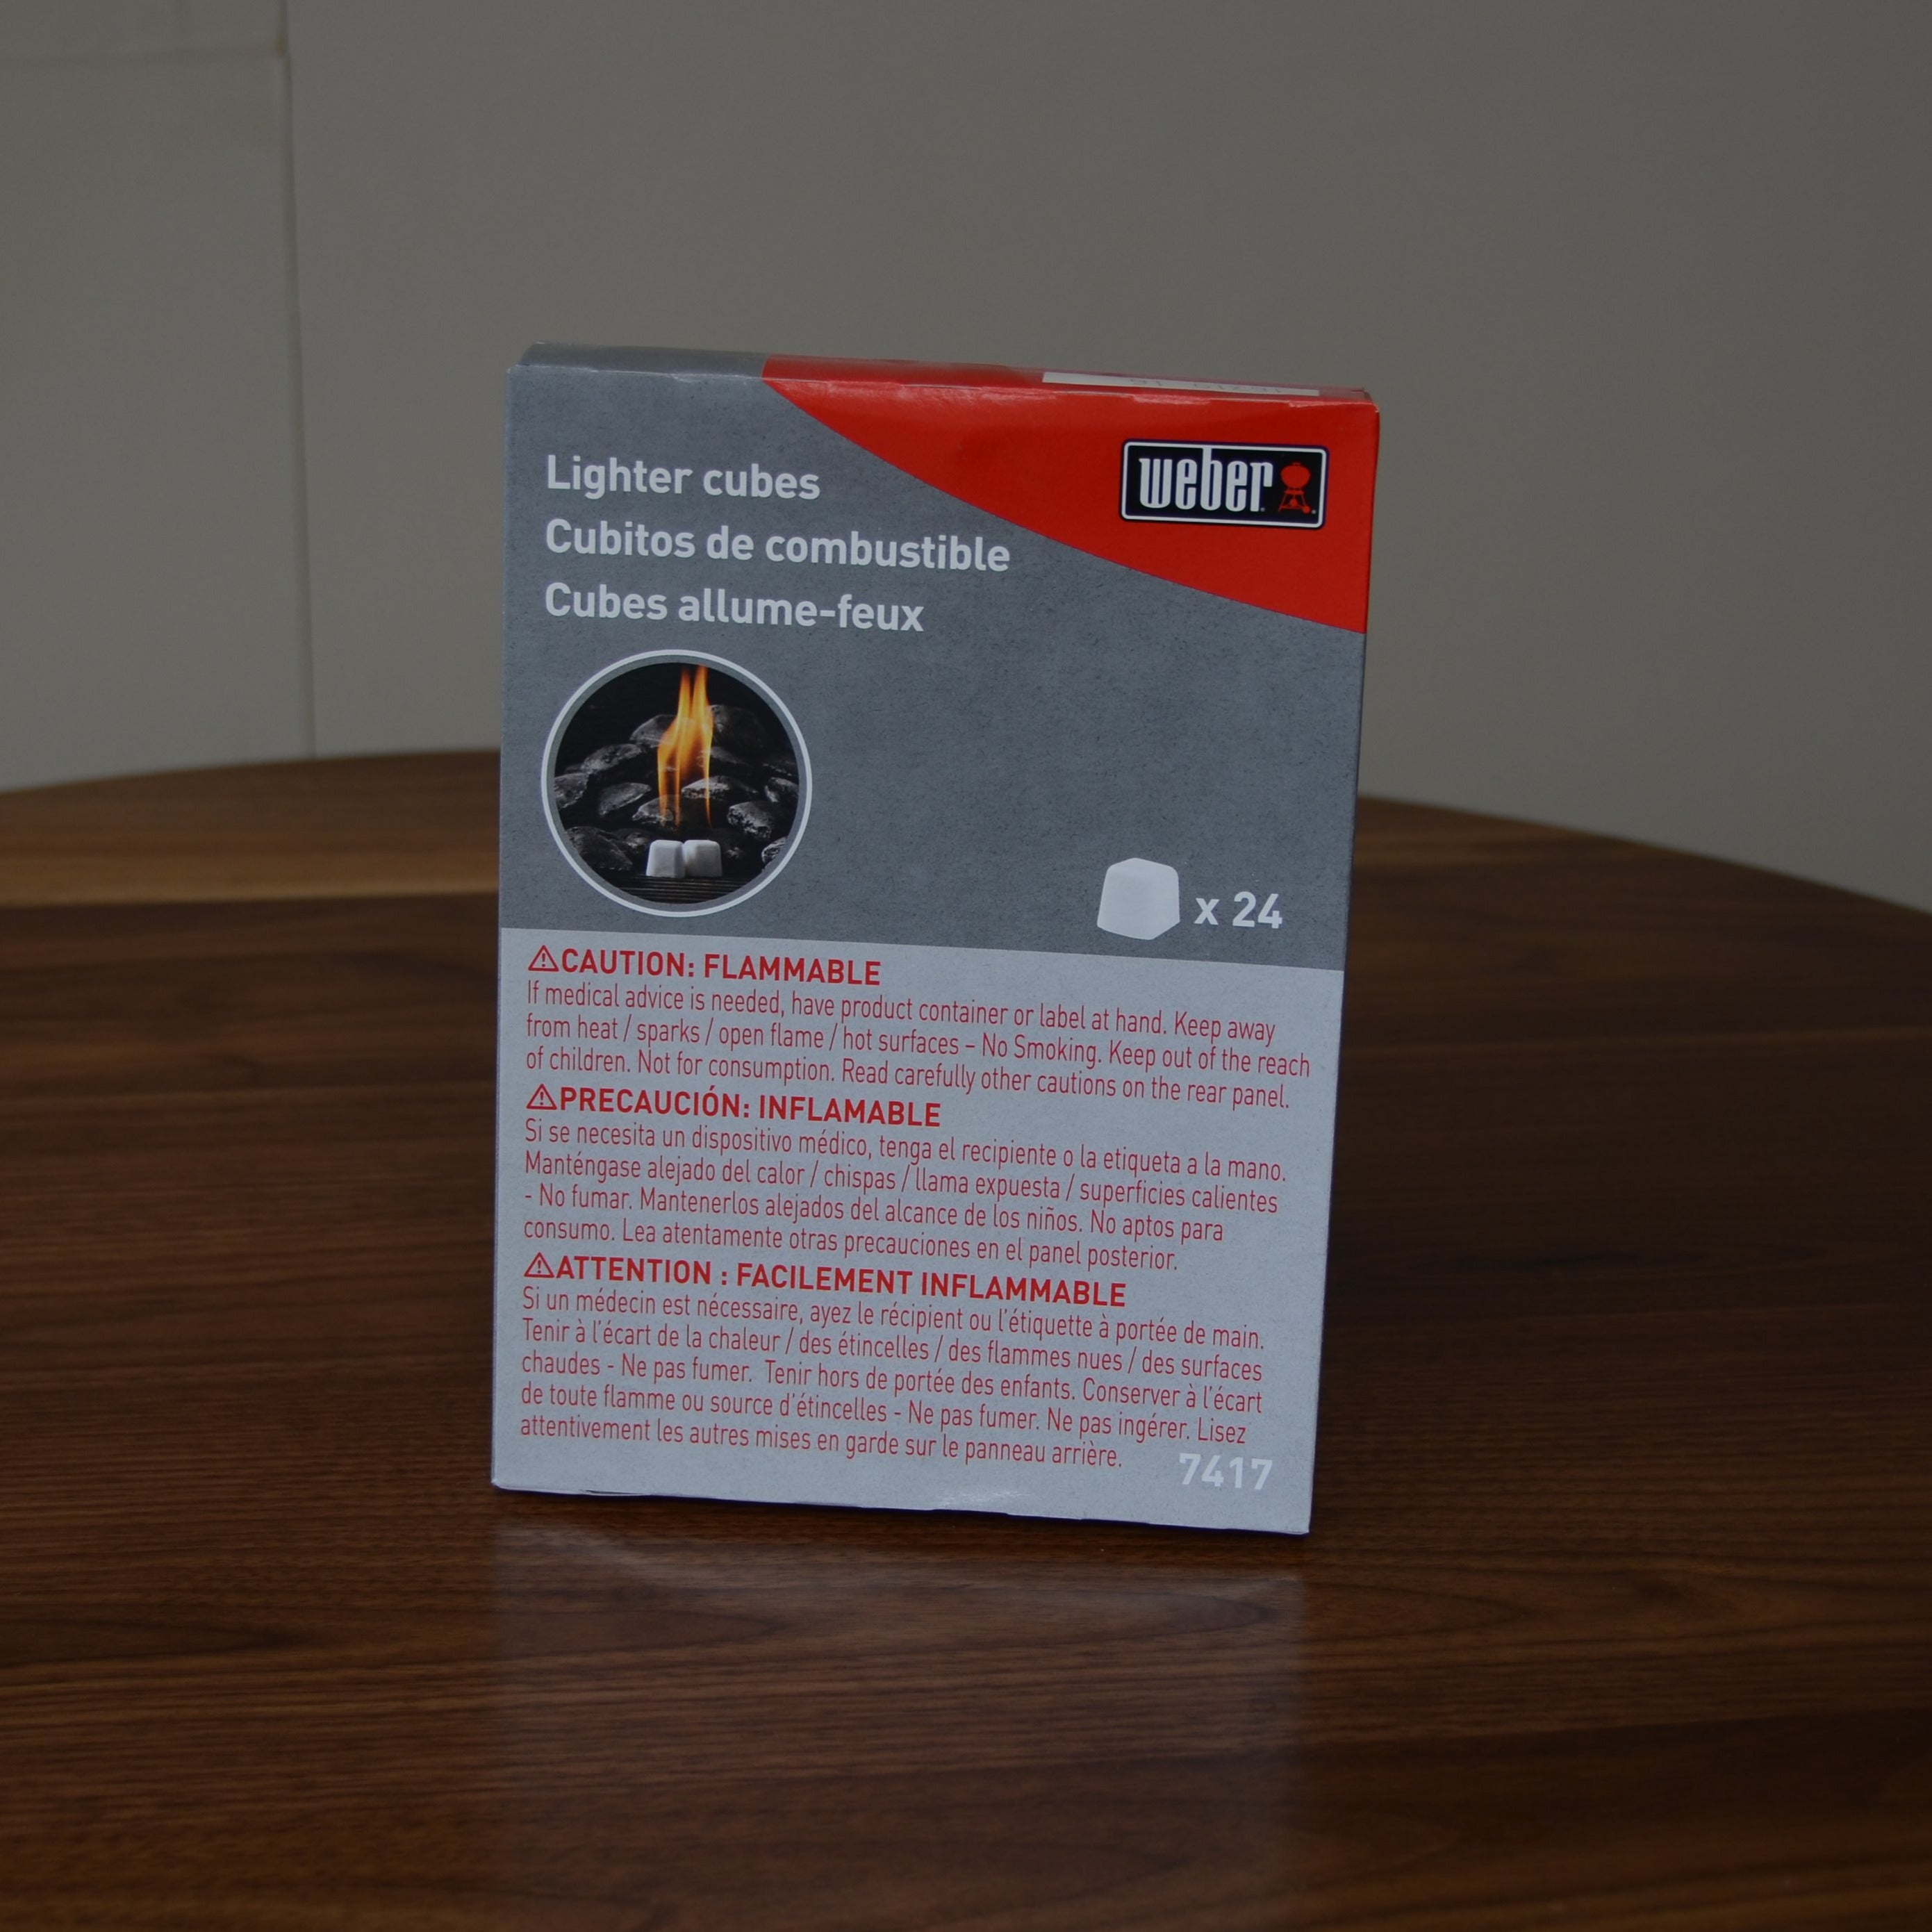 weber
Lighter cubes
Cubitos de combustible
Cubes allume-feux
x 24
CAUTION: FLAMMABLE
If medical advice is needed, have product container or label at hand. Keep away
from heat / sparks / open flame / hot surfaces – No Smoking. Keep out of the reach
of children. Not for consumption. Read carefully other cautions on the rear panel.
PRECAUCIÓN: INFLAMABLE
Si se necesita un dispositivo médico, tenga el recipiente o la etiqueta a la mano.
Manténgase alejado del calor / chispas / llama expuesta / superficies calientes
- No fumar. Mantenerlos alejados del alcance de los niños. No aptos para
consumo. Lea atentamente otras precauciones en el panel posterior.
ATTENTION : FACILEMENT INFLAMMABLE
Si un médecin est nécessaire, ayez le récipient ou l'étiquette à portée de main.
Tenir à l'écart de la chaleur / des étincelles / des flammes nues / des surfaces
chaudes - Ne pas fumer. Tenir hors de portée des enfants. Conserver à l'écart
de toute flamme ou source d'étincelles - Ne pas fumer. Ne pas ingérer. Lisez
attentivement les autres mises en garde sur le panneau arrière.
7417